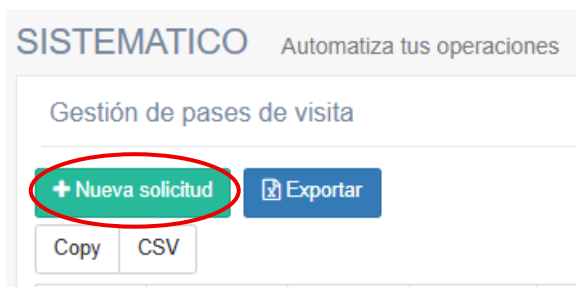 SISTEMATICO Automatiza tus operaciones
Gestión de pases de visita
Nueva solicitud Exportar
Copy CSV